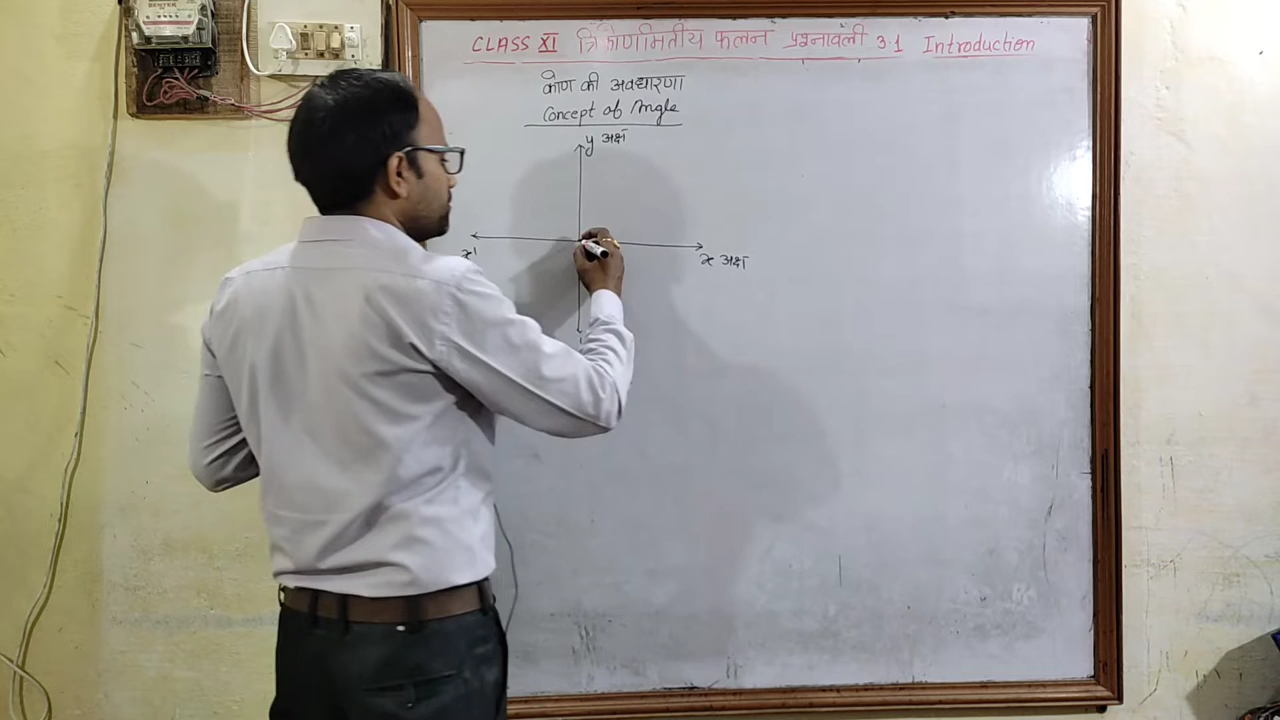 CLASS XI त्रिकोणमितीय फलन प्रश्नावली 3.1 Introduction
कोण की अवधारणा
Concept of Angle
y अक्ष
x'
x अक्ष